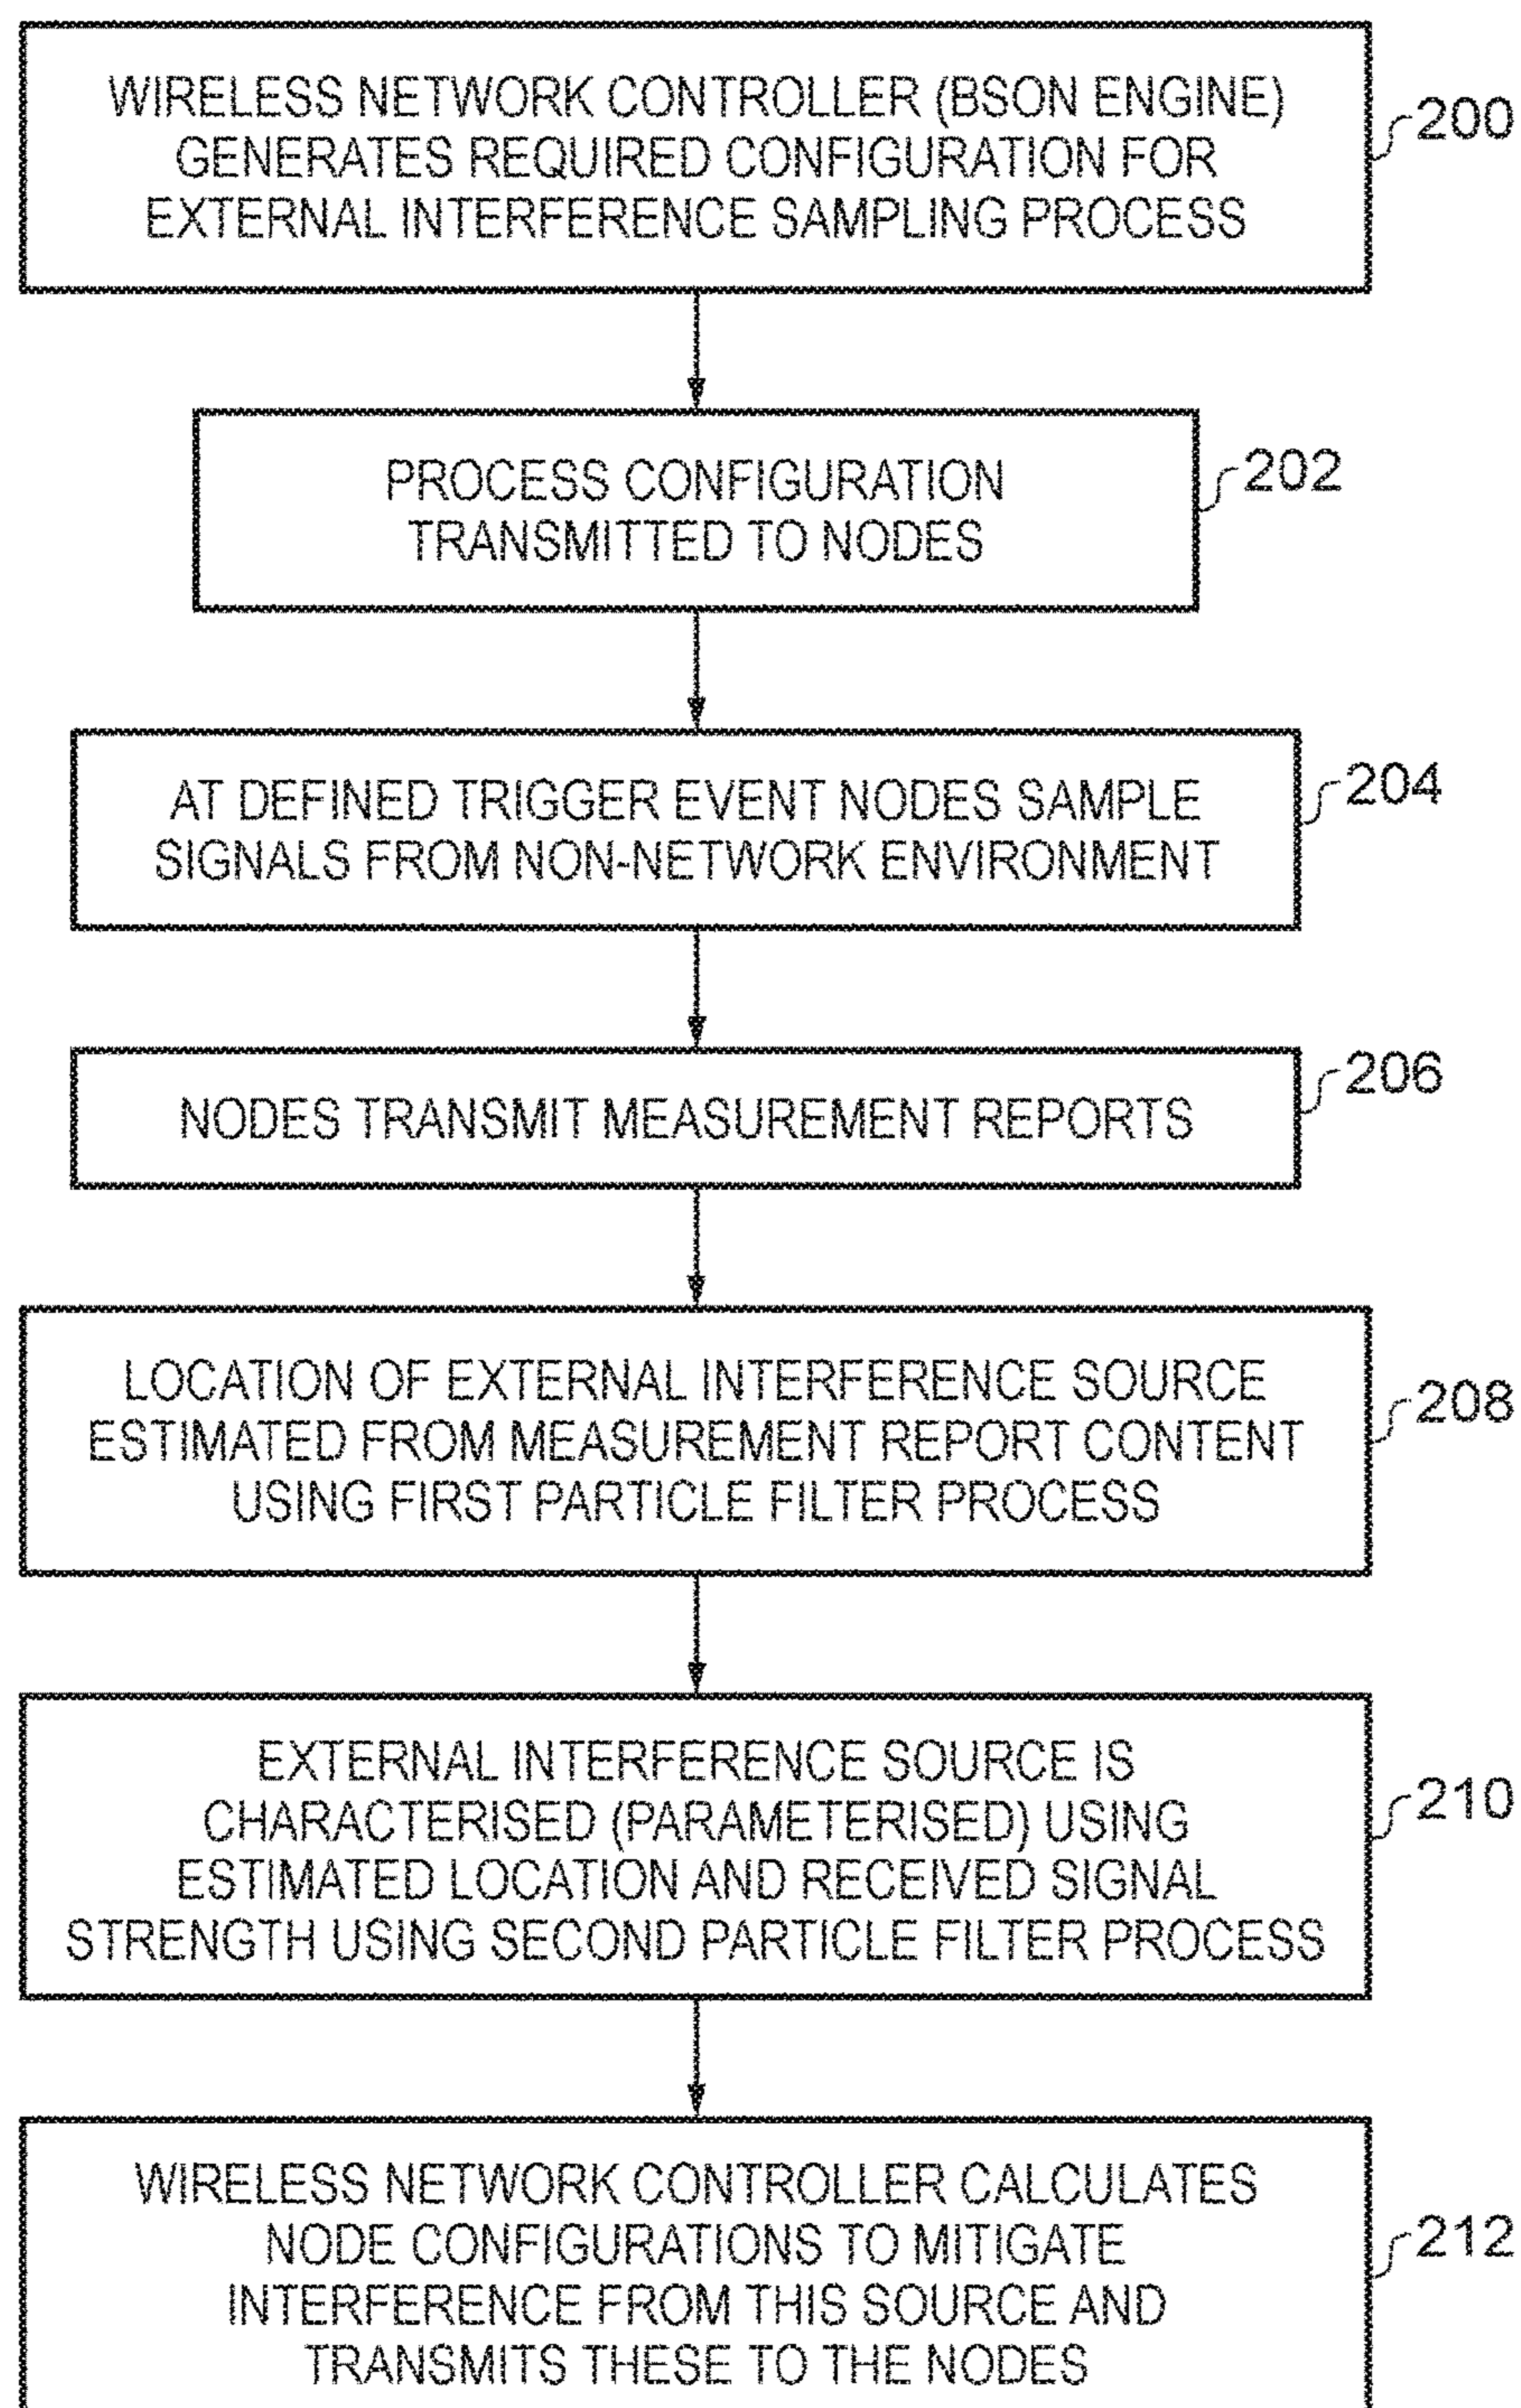 WIRELESS NETWORK CONTROLLER (BSON ENGINE)
GENERATES REQUIRED CONFIGURATION FOR
EXTERNAL INTERFERENCE SAMPLING PROCESS
200
PROCESS CONFIGURATION
TRANSMITTED TO NODES
202
AT DEFINED TRIGGER EVENT NODES SAMPLE
SIGNALS FROM NON-NETWORK ENVIRONMENT
204
NODES TRANSMIT MEASUREMENT REPORTS
206
LOCATION OF EXTERNAL INTERFERENCE SOURCE
ESTIMATED FROM MEASUREMENT REPORT CONTENT
USING FIRST PARTICLE FILTER PROCESS
208
EXTERNAL INTERFERENCE SOURCE IS
CHARACTERISED (PARAMETERISED) USING
ESTIMATED LOCATION AND RECEIVED SIGNAL
STRENGTH USING SECOND PARTICLE FILTER PROCESS
210
WIRELESS NETWORK CONTROLLER CALCULATES
NODE CONFIGURATIONS TO MITIGATE
INTERFERENCE FROM THIS SOURCE AND
TRANSMITS THESE TO THE NODES
212